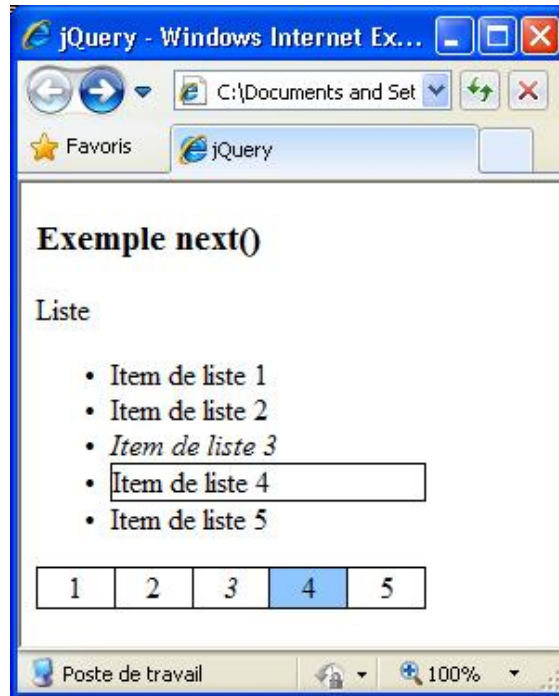 jQuery - Windows Internet Ex...
C:\Documents and Set
Favoris
jQuery
Exemple next()
Liste
• Item de liste 1
• Item de liste 2
• Item de liste 3
• Item de liste 4
• Item de liste 5
1 2 3 4 5
Poste de travail 100%